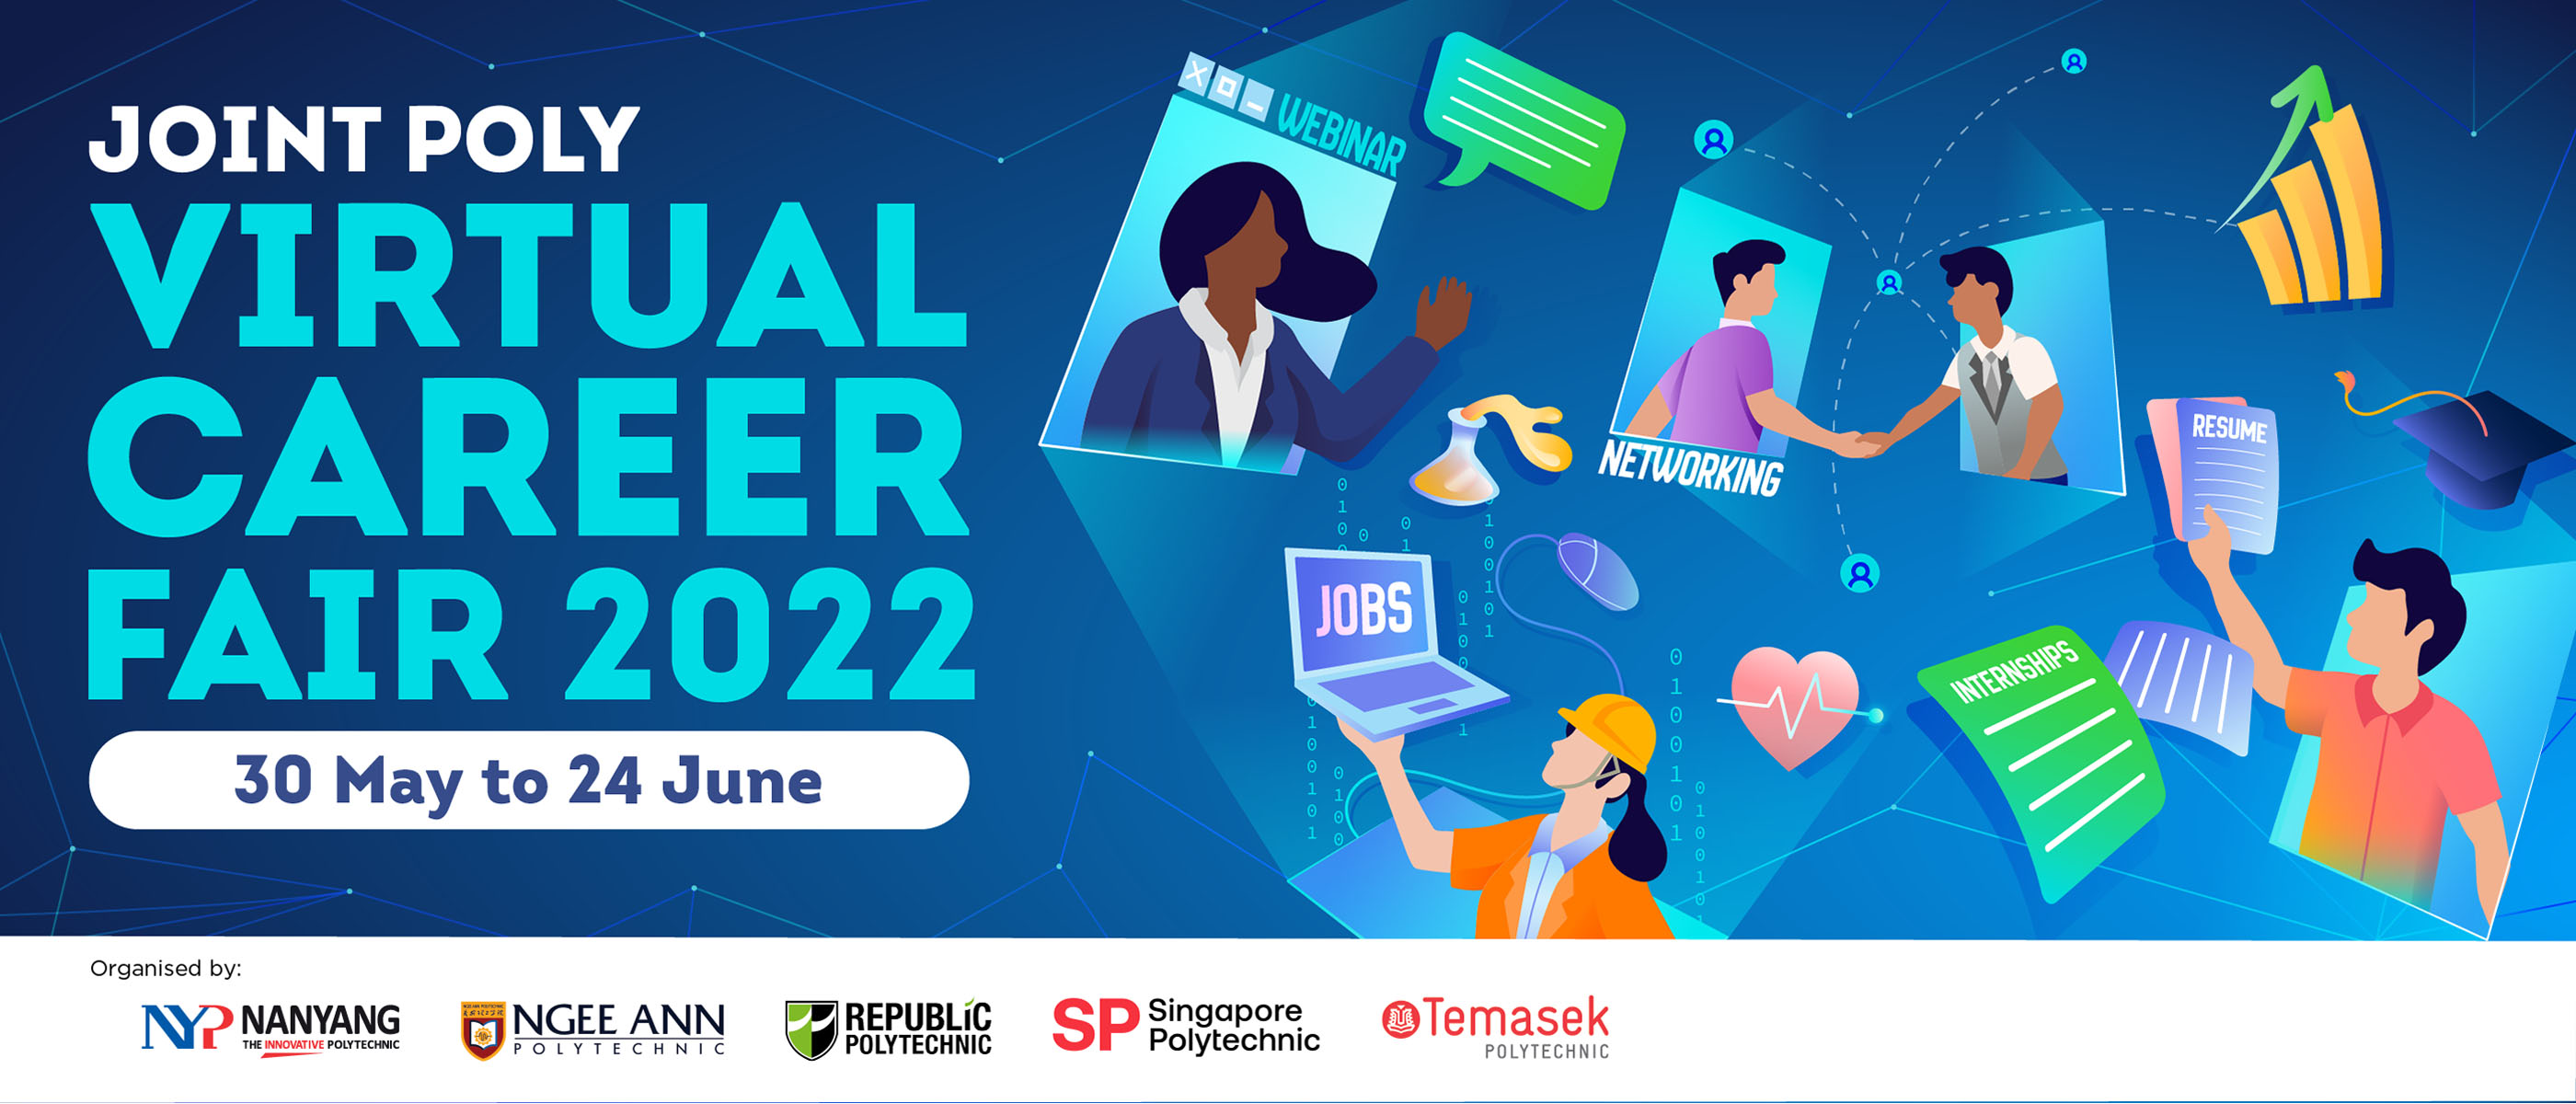 JOINT POLY
VIRTUAL
CAREER
FAIR 2022
30 May to 24 June
WEBINAR
NETWORKING
RESUME
JOBS
INTERNSHIPS
Organised by:
NYP NANYANG
THE INNOVATIVE POLYTECHNIC
NGEE ANN
POLYTECHNIC
REPUBLIC
POLYTECHNIC
SP Singapore
Polytechnic
Temasek
POLYTECHNIC